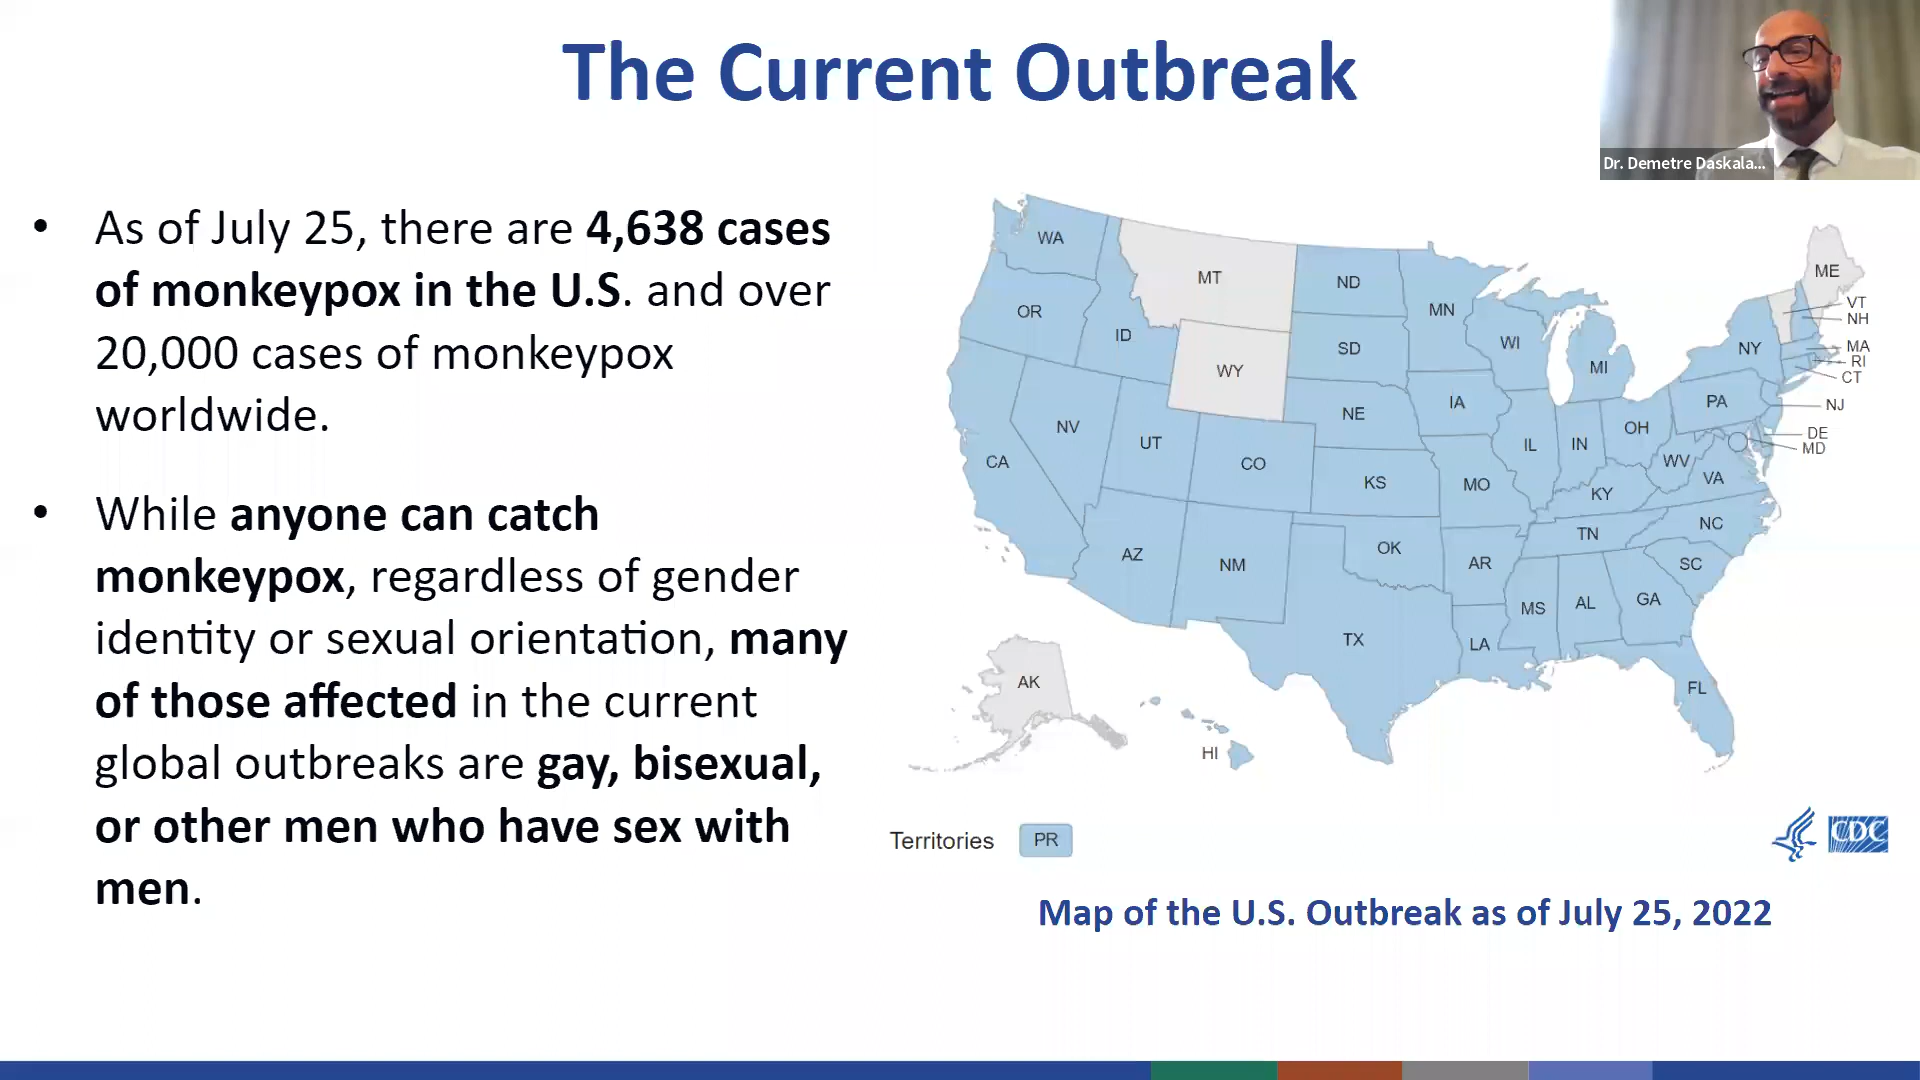 The Current Outbreak
Dr. Demetre Daskala...
• As of July 25, there are 4,638 cases
of monkeypox in the U.S. and over
20,000 cases of monkeypox
worldwide.
• While anyone can catch
monkeypox, regardless of gender
identity or sexual orientation, many
of those affected in the current
global outbreaks are gay, bisexual,
or other men who have sex with
men.
WA
MT
ND
MN
ME
VT
NH
OR
ID
SD
WI
MI
NY
MA
RI
CT
WY
NE
IA
PA
NJ
NV
UT
CO
IL
IN
OH
DE
MD
CA
KS
MO
WV
VA
KY
NC
TN
AZ
NM
OK
AR
SC
MS
AL
GA
TX
LA
FL
AK
HI
Territories PR
CDC
Map of the U.S. Outbreak as of July 25, 2022